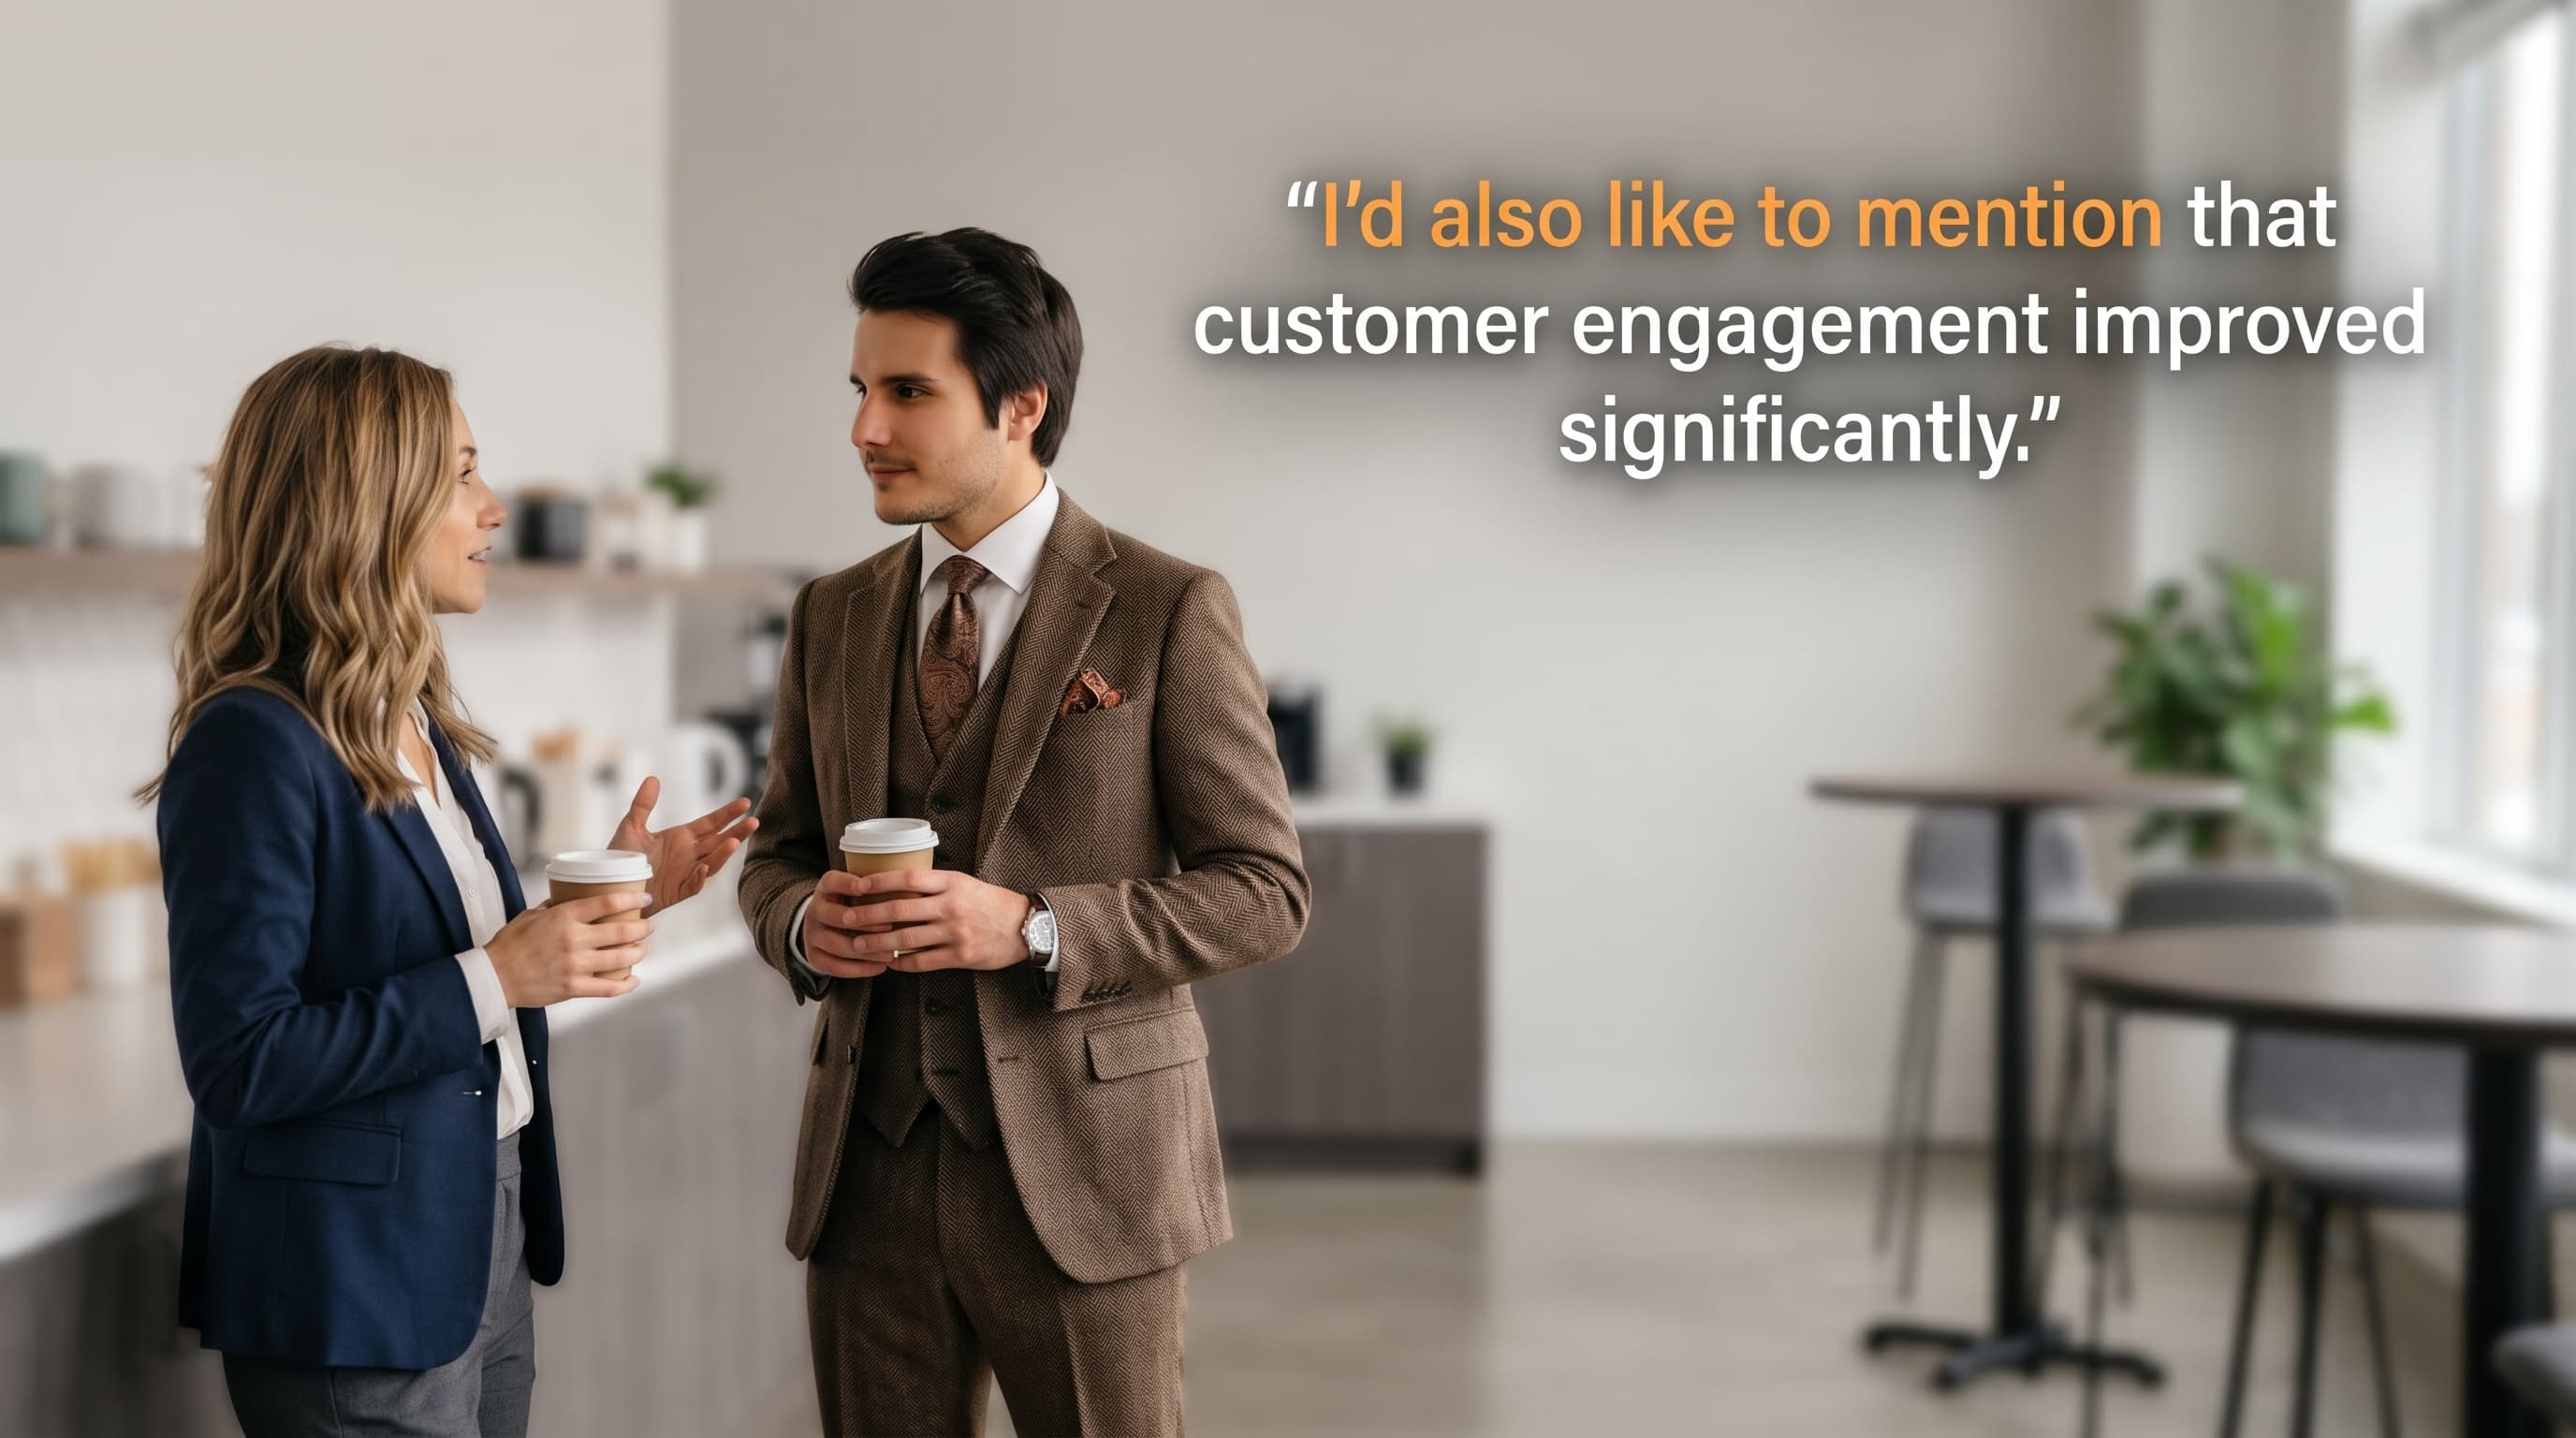 “I’d also like to mention that
customer engagement improved
significantly.”